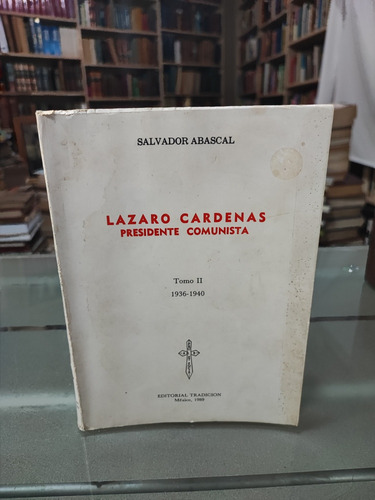 SALVADOR ABASCAL
LAZARO CARDENAS
PRESIDENTE COMUNISTA
Tomo II
1936-1940
EDITORIAL TRADICION
México, 1988